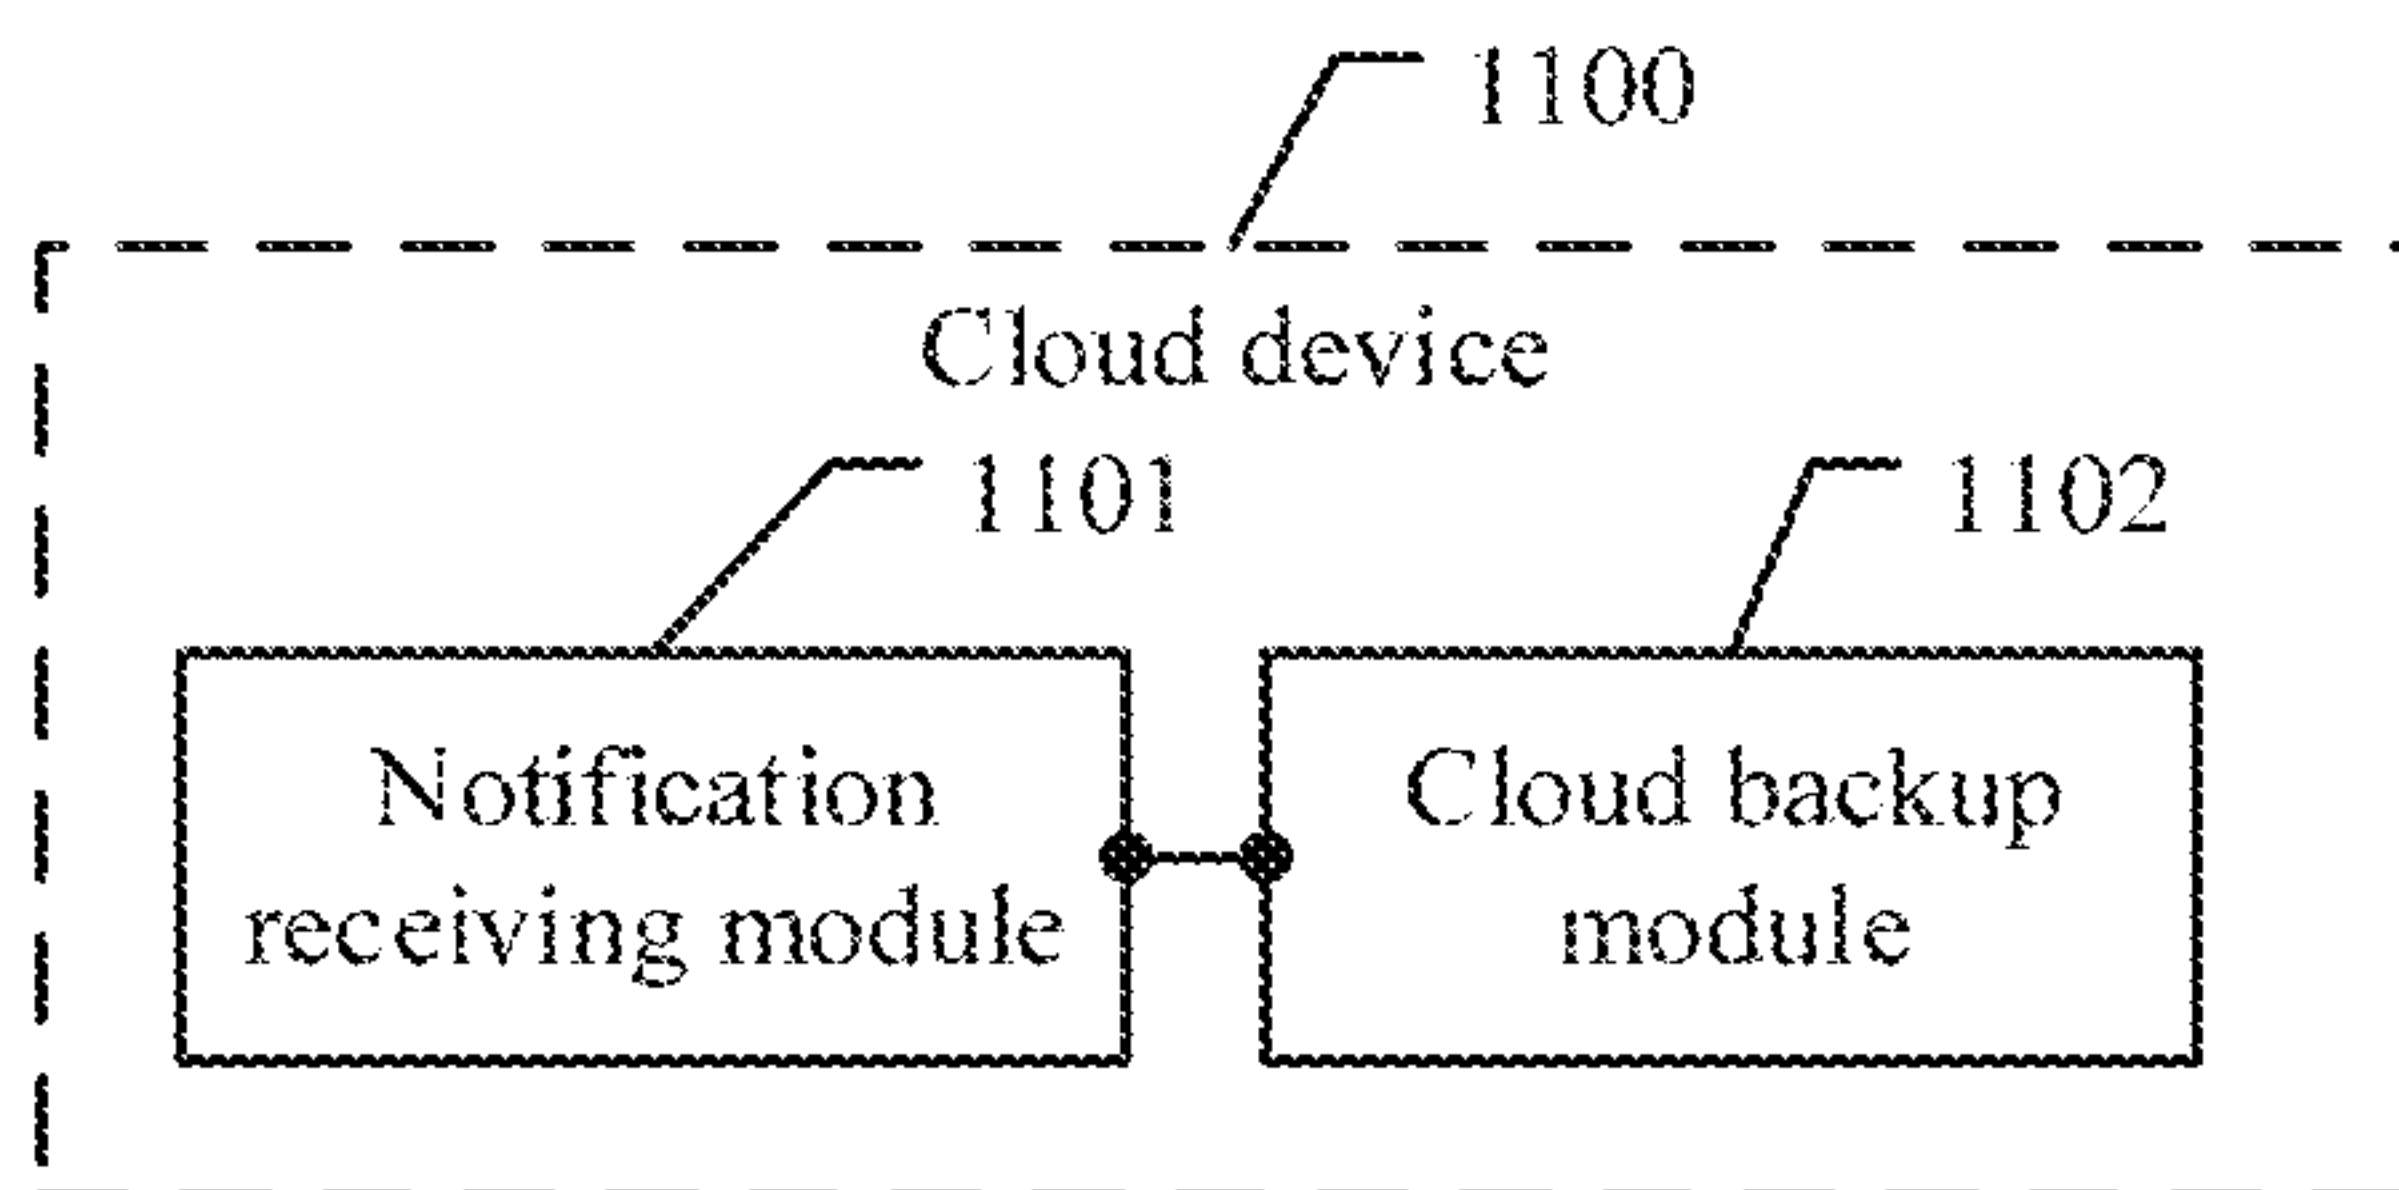 1100
Cloud device
1101
1102
Notification
receiving module
Cloud backup
module